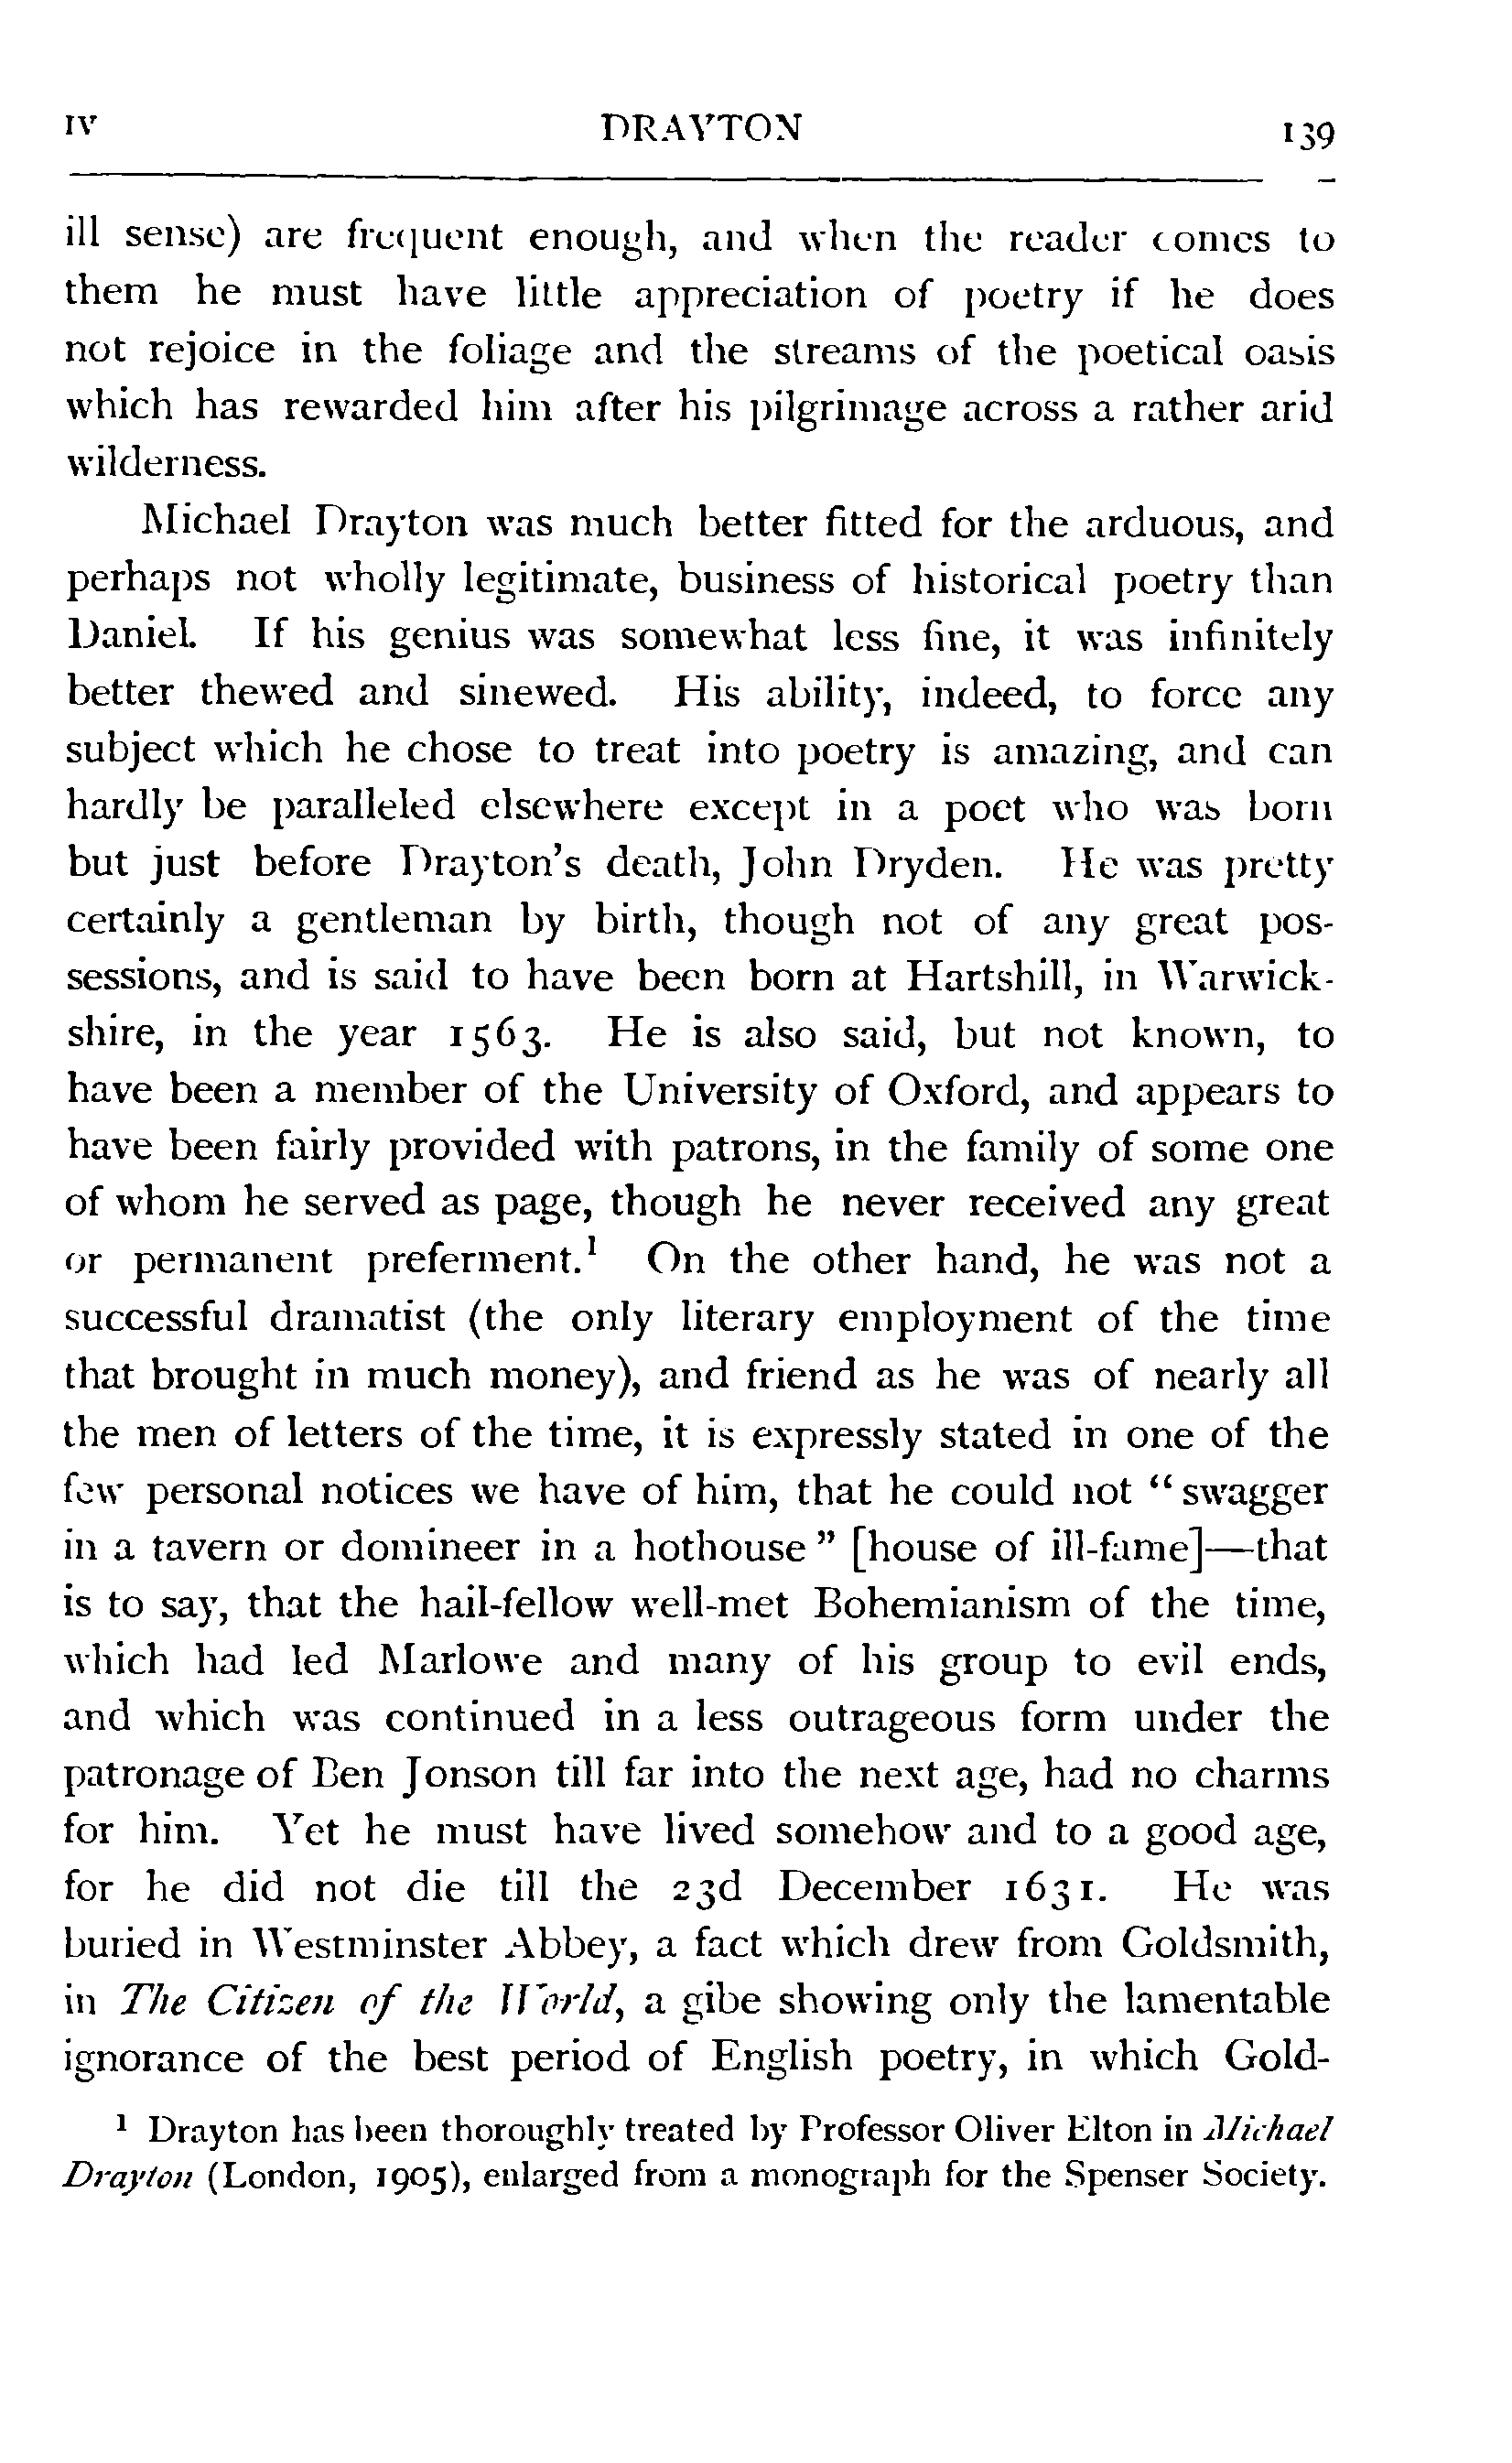 IV DRAYTON 139
ill sense) are frequent enough, and when the reader comes to
them he must have little appreciation of poetry if he does
not rejoice in the foliage and the streams of the poetical oasis
which has rewarded him after his pilgrimage across a rather arid
wilderness.
Michael Drayton was much better fitted for the arduous, and
perhaps not wholly legitimate, business of historical poetry than
Daniel. If his genius was somewhat less fine, it was infinitely
better thewed and sinewed. His ability, indeed, to force any
subject which he chose to treat into poetry is amazing, and can
hardly be paralleled elsewhere except in a poet who was born
but just before Drayton's death, John Dryden. He was pretty
certainly a gentleman by birth, though not of any great pos-
sessions, and is said to have been born at Hartshill, in Warwick-
shire, in the year 1563. He is also said, but not known, to
have been a member of the University of Oxford, and appears to
have been fairly provided with patrons, in the family of some one
of whom he served as page, though he never received any great
or permanent preferment.¹ On the other hand, he was not a
successful dramatist (the only literary employment of the time
that brought in much money), and friend as he was of nearly all
the men of letters of the time, it is expressly stated in one of the
few personal notices we have of him, that he could not “swagger
in a tavern or domineer in a hothouse” [house of ill-fame]—that
is to say, that the hail-fellow well-met Bohemianism of the time,
which had led Marlowe and many of his group to evil ends,
and which was continued in a less outrageous form under the
patronage of Ben Jonson till far into the next age, had no charms
for him. Yet he must have lived somehow and to a good age,
for he did not die till the 23d December 1631. He was
buried in Westminster Abbey, a fact which drew from Goldsmith,
in The Citizen of the World, a gibe showing only the lamentable
ignorance of the best period of English poetry, in which Gold-
¹ Drayton has been thoroughly treated by Professor Oliver Elton in Michael
Drayton (London, 1905), enlarged from a monograph for the Spenser Society.